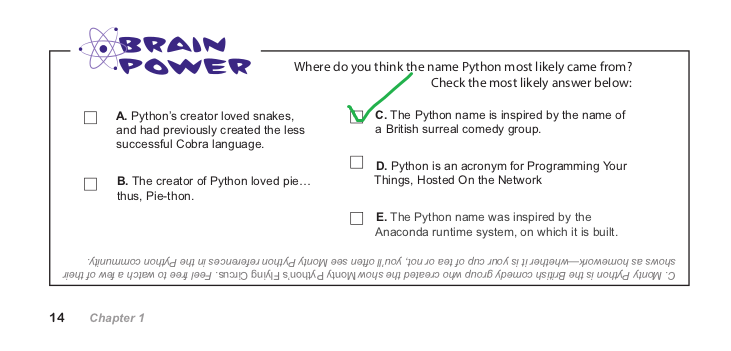 BRAIN
POWER
Where do you think the name Python most likely came from?
Check the most likely answer below:
A. Python's creator loved snakes,
and had previously created the less
successful Cobra language.
B. The creator of Python loved pie…
thus, Pie-thon.
C. The Python name is inspired by the name of
a British surreal comedy group.
D. Python is an acronym for Programming Your
Things, Hosted On the Network
E. The Python name was inspired by the
Anaconda runtime system, on which it is built.
C. Monty Python is the British comedy group who created the show Monty Python's Flying Circus. Feel free to watch a few of their
shows as homework—whether it is your cup of tea or not, you'll often see Monty Python references in the Python community.
14 Chapter 1